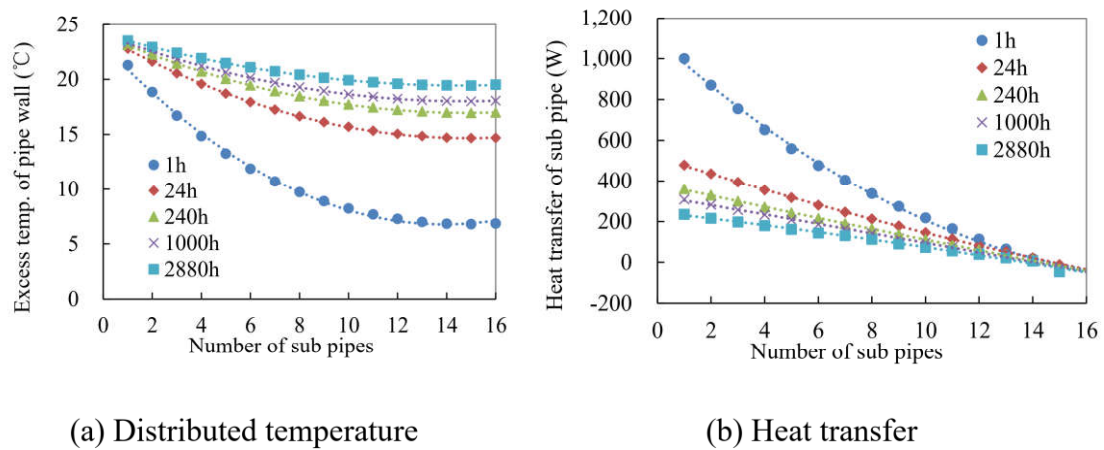 Excess temp. of pipe wall (℃)
25
20
15
10
5
0
1h
24h
240h
1000h
2880h
0 2 4 6 8 10 12 14 16
Number of sub pipes
(a) Distributed temperature
Heat transfer of sub pipe (W)
1,200
1,000
800
600
400
200
0
-200
1h
24h
240h
1000h
2880h
0 2 4 6 8 10 12 14 16
Number of sub pipes
(b) Heat transfer